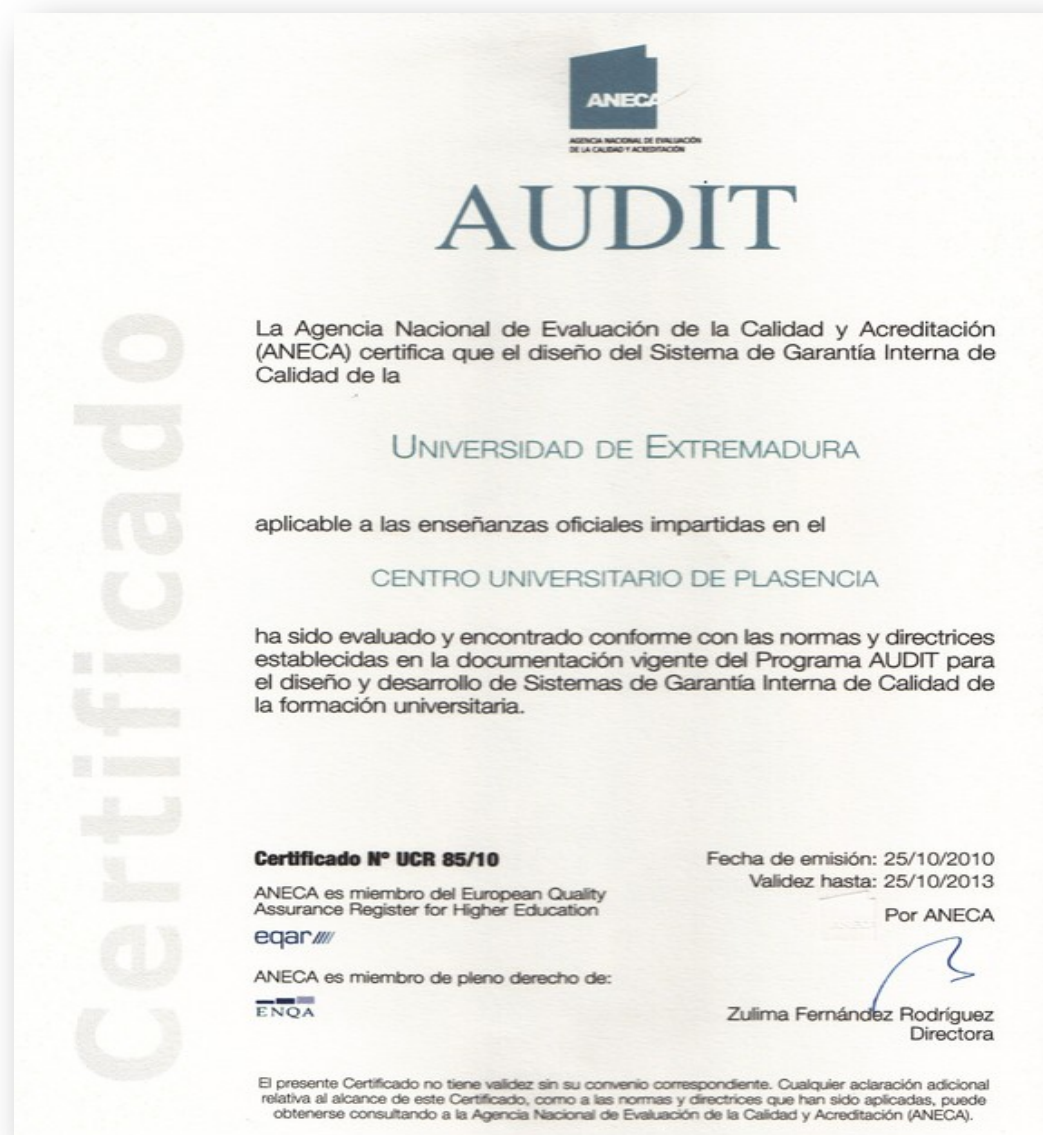 ANECA
AGENCIA NACIONAL DE EVALUACIÓN
DE LA CALIDAD Y ACREDITACIÓN
AUDIT
Certificado
La Agencia Nacional de Evaluación de la Calidad y Acreditación
(ANECA) certifica que el diseño del Sistema de Garantía Interna de
Calidad de la
UNIVERSIDAD DE EXTREMADURA
aplicable a las enseñanzas oficiales impartidas en el
CENTRO UNIVERSITARIO DE PLASENCIA
ha sido evaluado y encontrado conforme con las normas y directrices
establecidas en la documentación vigente del Programa AUDIT para
el diseño y desarrollo de Sistemas de Garantía Interna de Calidad de
la formación universitaria.
Certificado Nº UCR 85/10
ANECA es miembro del European Quality
Assurance Register for Higher Education
eqar
ANECA es miembro de pleno derecho de:
ENQA
Fecha de emisión: 25/10/2010
Validez hasta: 25/10/2013
Por ANECA
Zulima Fernández Rodríguez
Directora
El presente Certificado no tiene validez sin su convenio correspondiente. Cualquier aclaración adicional
relativa al alcance de este Certificado, como a las normas y directrices que han sido aplicadas, puede
obtenerse consultando a la Agencia Nacional de Evaluación de la Calidad y Acreditación (ANECA).